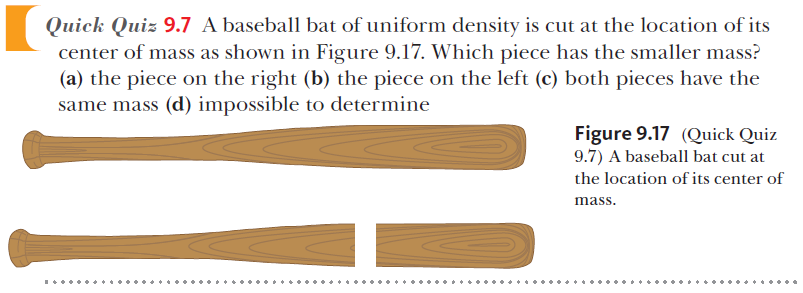 Quick Quiz 9.7 A baseball bat of uniform density is cut at the location of its
center of mass as shown in Figure 9.17. Which piece has the smaller mass?
(a) the piece on the right (b) the piece on the left (c) both pieces have the
same mass (d) impossible to determine
Figure 9.17 (Quick Quiz
9.7) A baseball bat cut at
the location of its center of
mass.